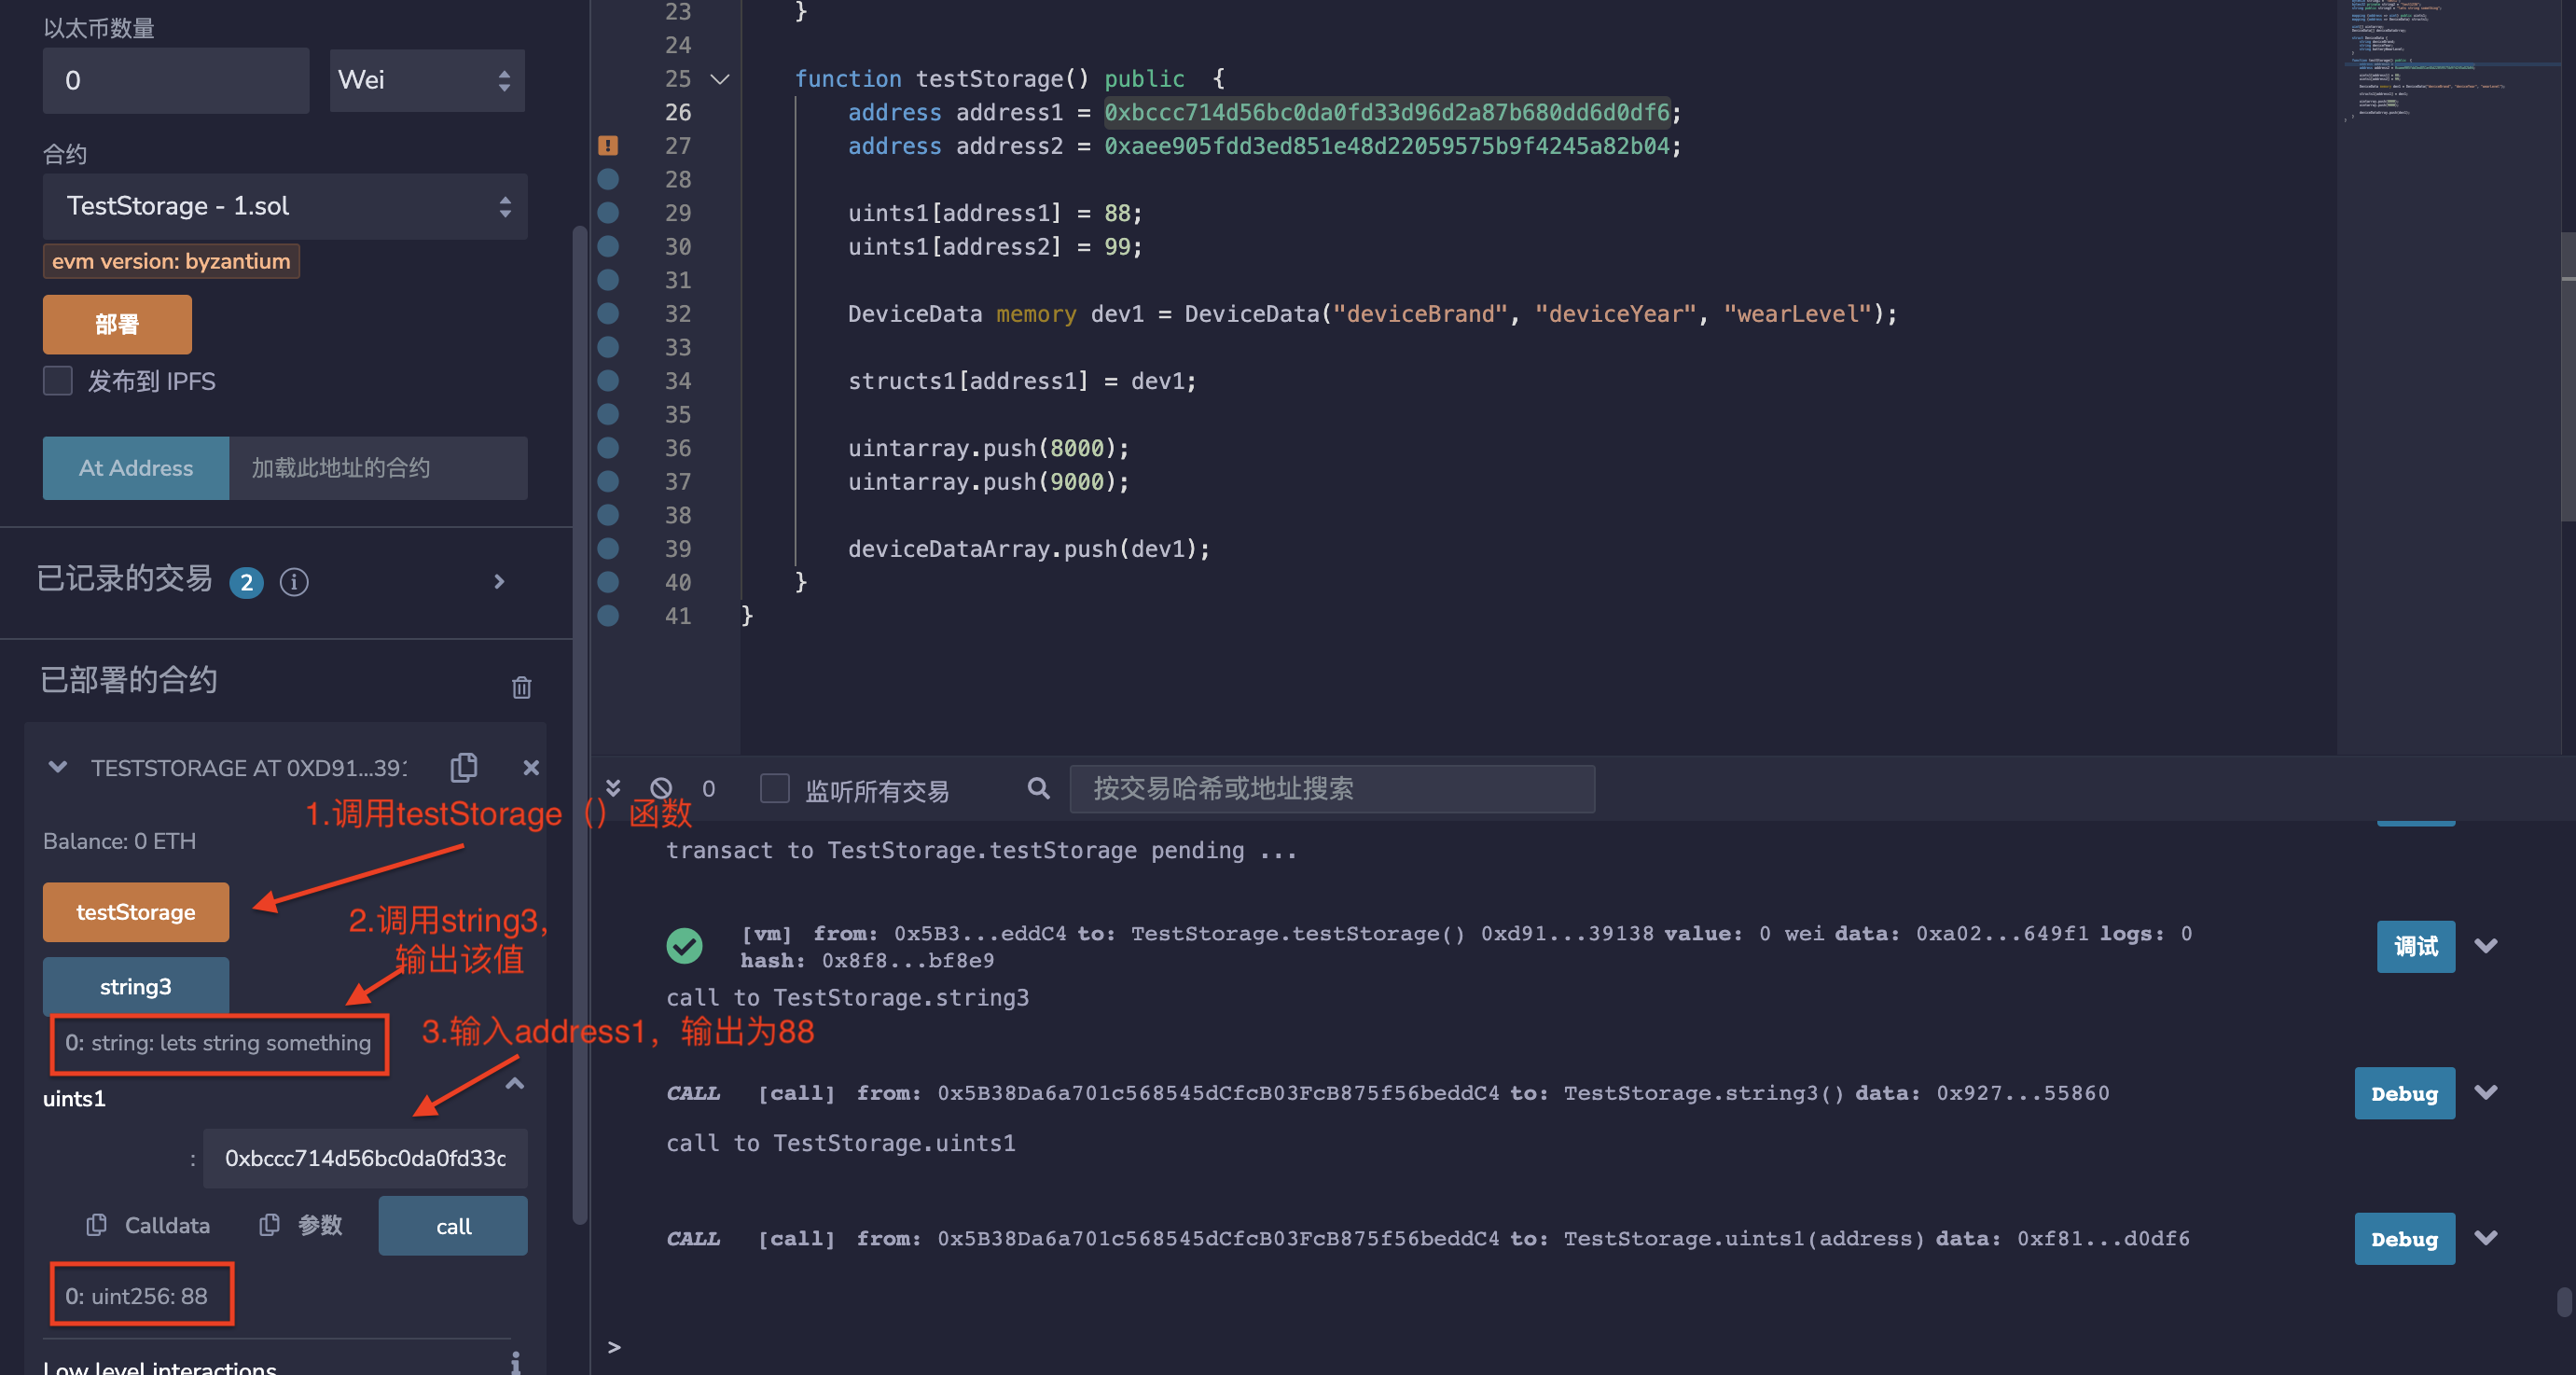 以太币数量
0
Wei
合约
TestStorage - 1.sol
evm version: byzantium
部署
发布到 IPFS
At Address
加载此地址的合约
已记录的交易 2
已部署的合约
TESTSTORAGE AT 0XD91...391
1.调用testStorage（）函数
Balance: 0 ETH
testStorage
2.调用string3,
输出该值
string3
0: string: lets string something
3.输入address1，输出为88
uints1
: 0xbccc714d56bc0da0fd33c
Calldata
参数
call
0: uint256: 88
Low level interactions
23 }
24
25 function testStorage() public {
26 address address1 = 0xbccc714d56bc0da0fd33d96d2a87b680dd6d0df6;
27 address address2 = 0xaee905fdd3ed851e48d22059575b9f4245a82b04;
28
29 uints1[address1] = 88;
30 uints1[address2] = 99;
31
32 DeviceData memory dev1 = DeviceData("deviceBrand", "deviceYear", "wearLevel");
33
34 structs1[address1] = dev1;
35
36 uintarray.push(8000);
37 uintarray.push(9000);
38
39 deviceDataArray.push(dev1);
40 }
41 }
0
监听所有交易
按交易哈希或地址搜索
transact to TestStorage.testStorage pending ...
[vm] from: 0x5B3...eddC4 to: TestStorage.testStorage() 0xd91...39138 value: 0 wei data: 0xa02...649f1 logs: 0
hash: 0x8f8...bf8e9
调试
call to TestStorage.string3
CALL [call] from: 0x5B38Da6a701c568545dCfcB03FcB875f56beddC4 to: TestStorage.string3() data: 0x927...55860
Debug
call to TestStorage.uints1
CALL [call] from: 0x5B38Da6a701c568545dCfcB03FcB875f56beddC4 to: TestStorage.uints1(address) data: 0xf81...d0df6
Debug
>